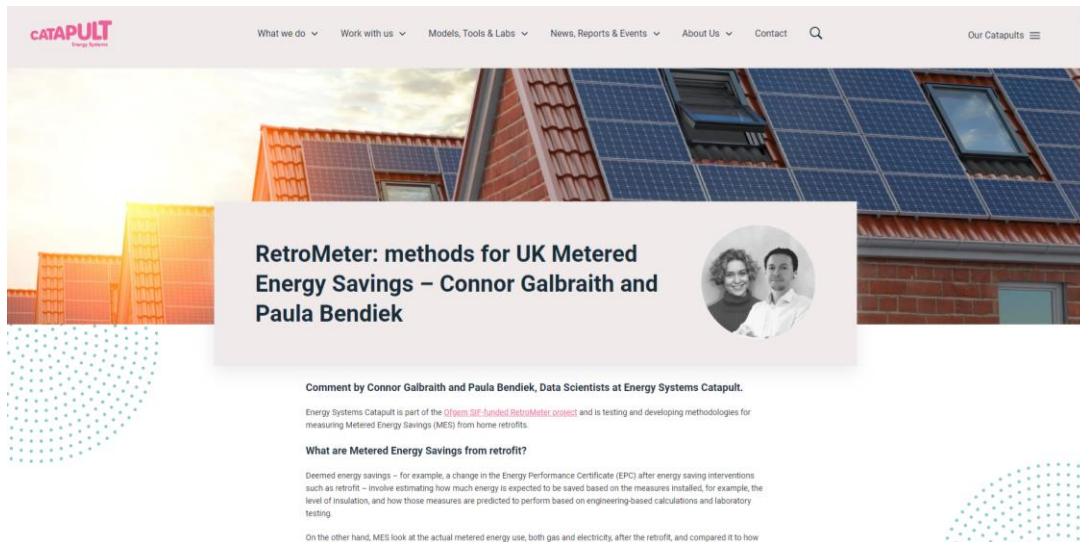 CATAPULT
Energy Systems
What we do
Work with us
Models, Tools & Labs
News, Reports & Events
About Us
Contact
Our Catapults
RetroMeter: methods for UK Metered
Energy Savings – Connor Galbraith and
Paula Bendiek
Comment by Connor Galbraith and Paula Bendiek, Data Scientists at Energy Systems Catapult.
Energy Systems Catapult is part of the Ofgem SIF-funded RetroMeter project and is testing and developing methodologies for
measuring Metered Energy Savings (MES) from home retrofits.
What are Metered Energy Savings from retrofit?
Deemed energy savings – for example, a change in the Energy Performance Certificate (EPC) after energy saving interventions
such as retrofit – involve estimating how much energy is expected to be saved based on the measures installed, for example, the
level of insulation, and how those measures are predicted to perform based on engineering-based calculations and laboratory
testing.
On the other hand, MES look at the actual metered energy use, both gas and electricity, after the retrofit, and compared it to how